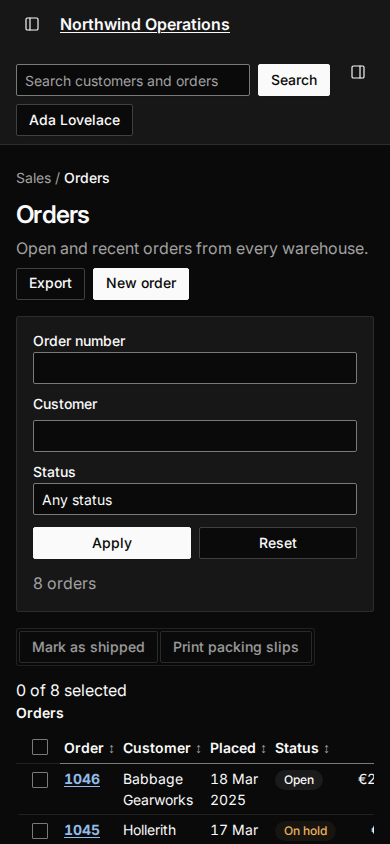 Northwind Operations
Search customers and orders
Search
Ada Lovelace
Sales / Orders
Orders
Open and recent orders from every warehouse.
Export
New order
Order number
Customer
Status
Any status
Apply
Reset
8 orders
Mark as shipped
Print packing slips
0 of 8 selected
Orders
Order ↕ Customer ↕ Placed ↕ Status ↕
1046 Babbage Gearworks 18 Mar 2025 Open €2
1045 Hollerith 17 Mar On hold